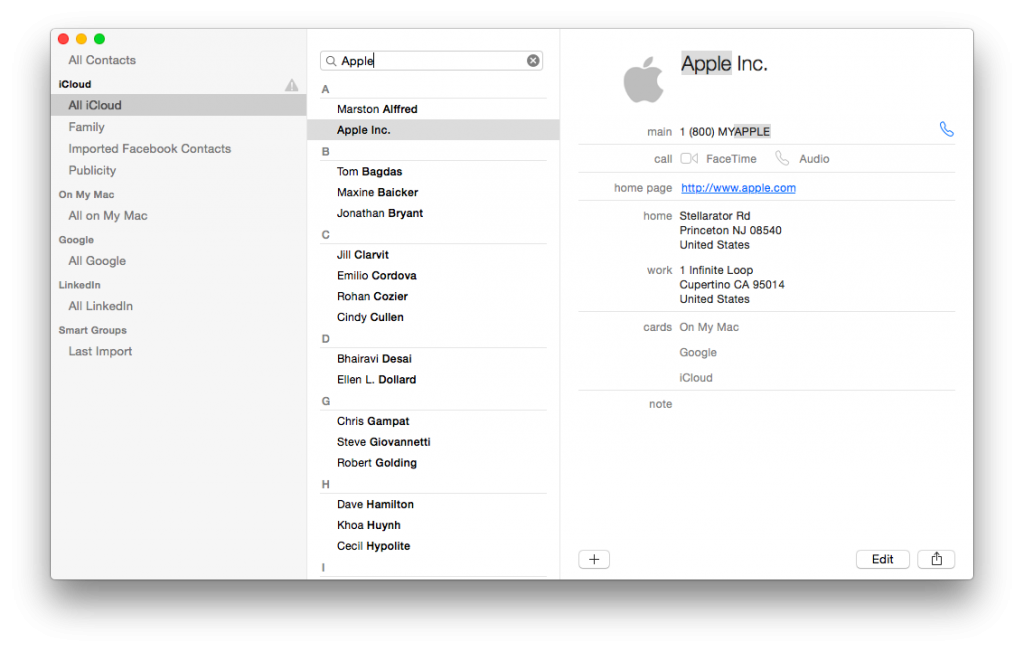 All Contacts
iCloud
All iCloud
Family
Imported Facebook Contacts
Publicity
On My Mac
All on My Mac
Google
All Google
LinkedIn
All LinkedIn
Smart Groups
Last Import
Apple
A
Marston Alffred
Apple Inc.
B
Tom Bagdas
Maxine Baicker
Jonathan Bryant
C
Jill Clarvit
Emilio Cordova
Rohan Cozier
Cindy Cullen
D
Bhairavi Desai
Ellen L. Dollard
G
Chris Gampat
Steve Giovannetti
Robert Golding
H
Dave Hamilton
Khoa Huynh
Cecil Hypolite
I
Apple Inc.
main 1 (800) MYAPPLE
call FaceTime Audio
home page http://www.apple.com
home Stellarator Rd
Princeton NJ 08540
United States
work 1 Infinite Loop
Cupertino CA 95014
United States
cards On My Mac
Google
iCloud
note
+ Edit